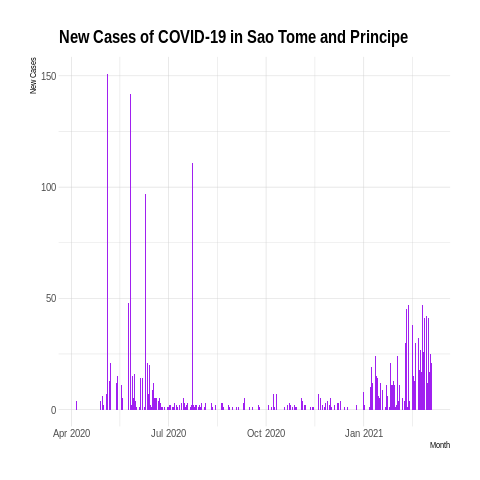 New Cases of COVID-19 in Sao Tome and Principe
New Cases
150
100
50
0
Apr 2020 Jul 2020 Oct 2020 Jan 2021
Month